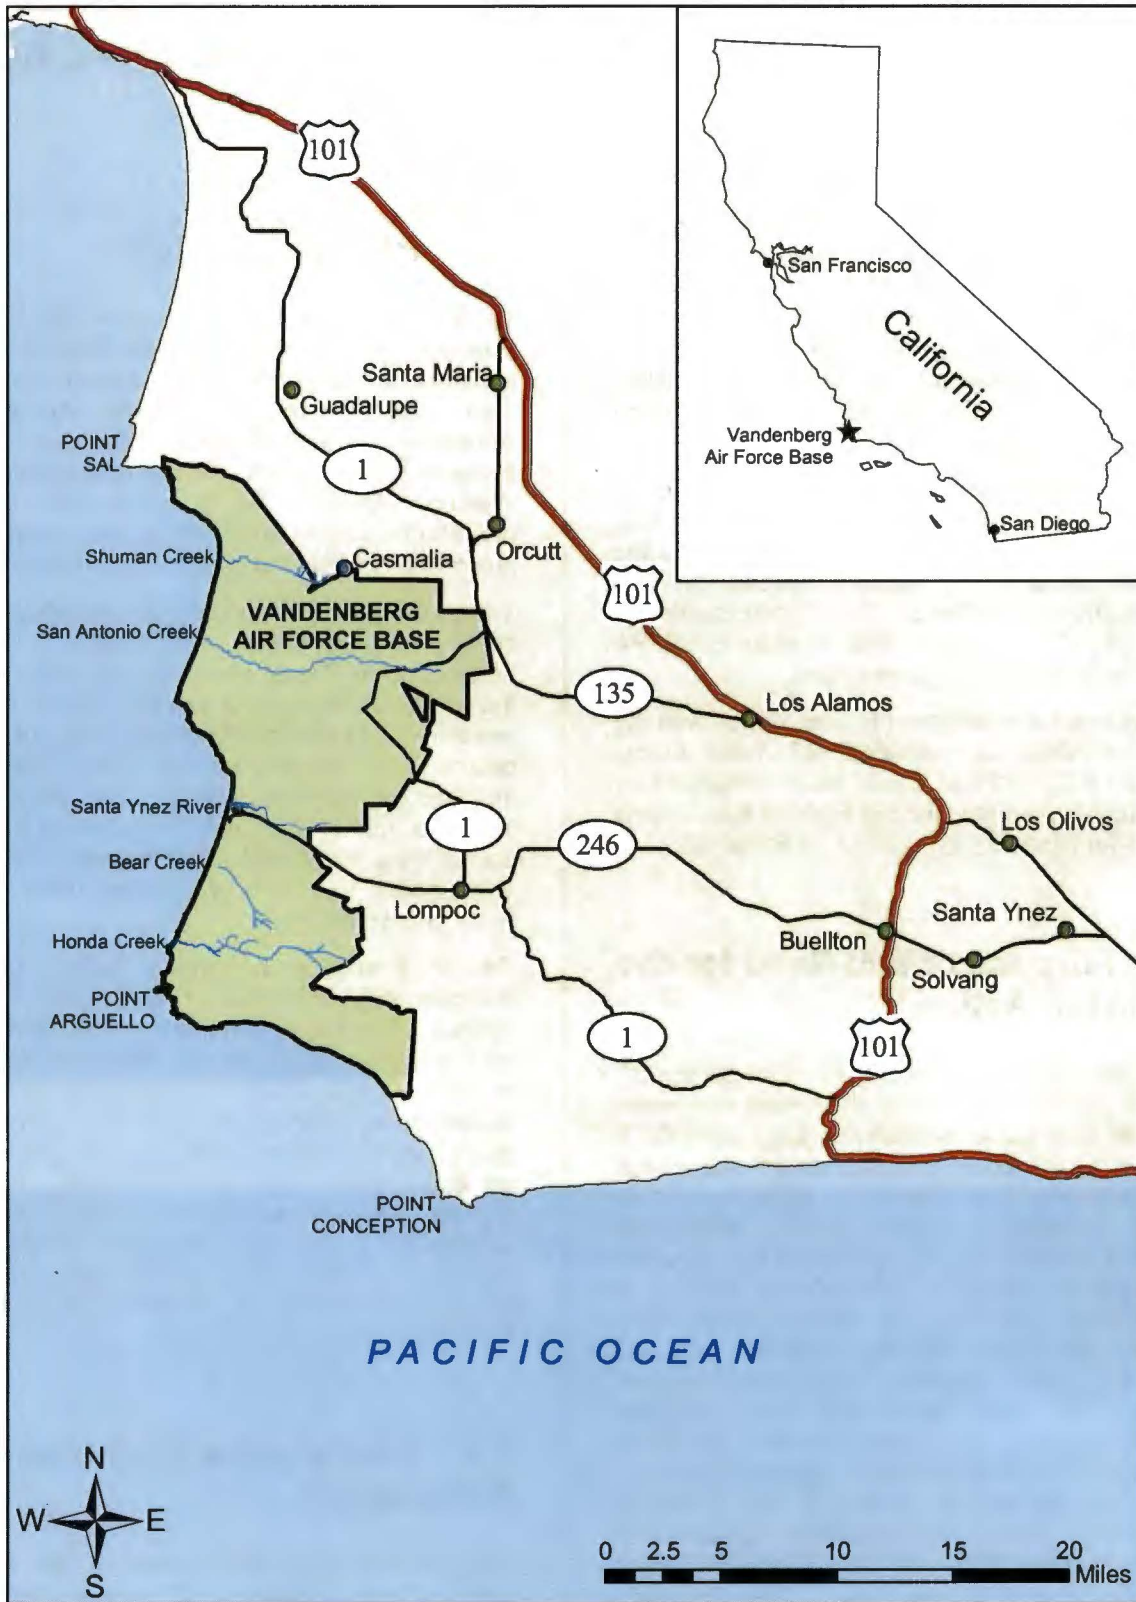 101
San Francisco
California
Vandenberg
Air Force Base
San Diego
Santa Maria
Guadalupe
POINT
SAL
1
Orcutt
Shuman Creek
Casmalia
101
VANDENBERG
AIR FORCE BASE
San Antonio Creek
135
Los Alamos
Santa Ynez River
1
246
Los Olivos
Bear Creek
Lompoc
Santa Ynez
Buellton
Honda Creek
Solvang
POINT
ARGUELLO
1
101
POINT
CONCEPTION
PACIFIC OCEAN
N
W E
S
0 2.5 5 10 15 20
Miles